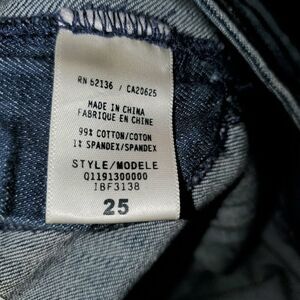 RN 62136 / CA20625
MADE IN CHINA
FABRIQUE EN CHINE
99% COTTON/COTON
1% SPANDEX/SPANDEX
STYLE/MODELE
Q1191300000
IBF3138
25